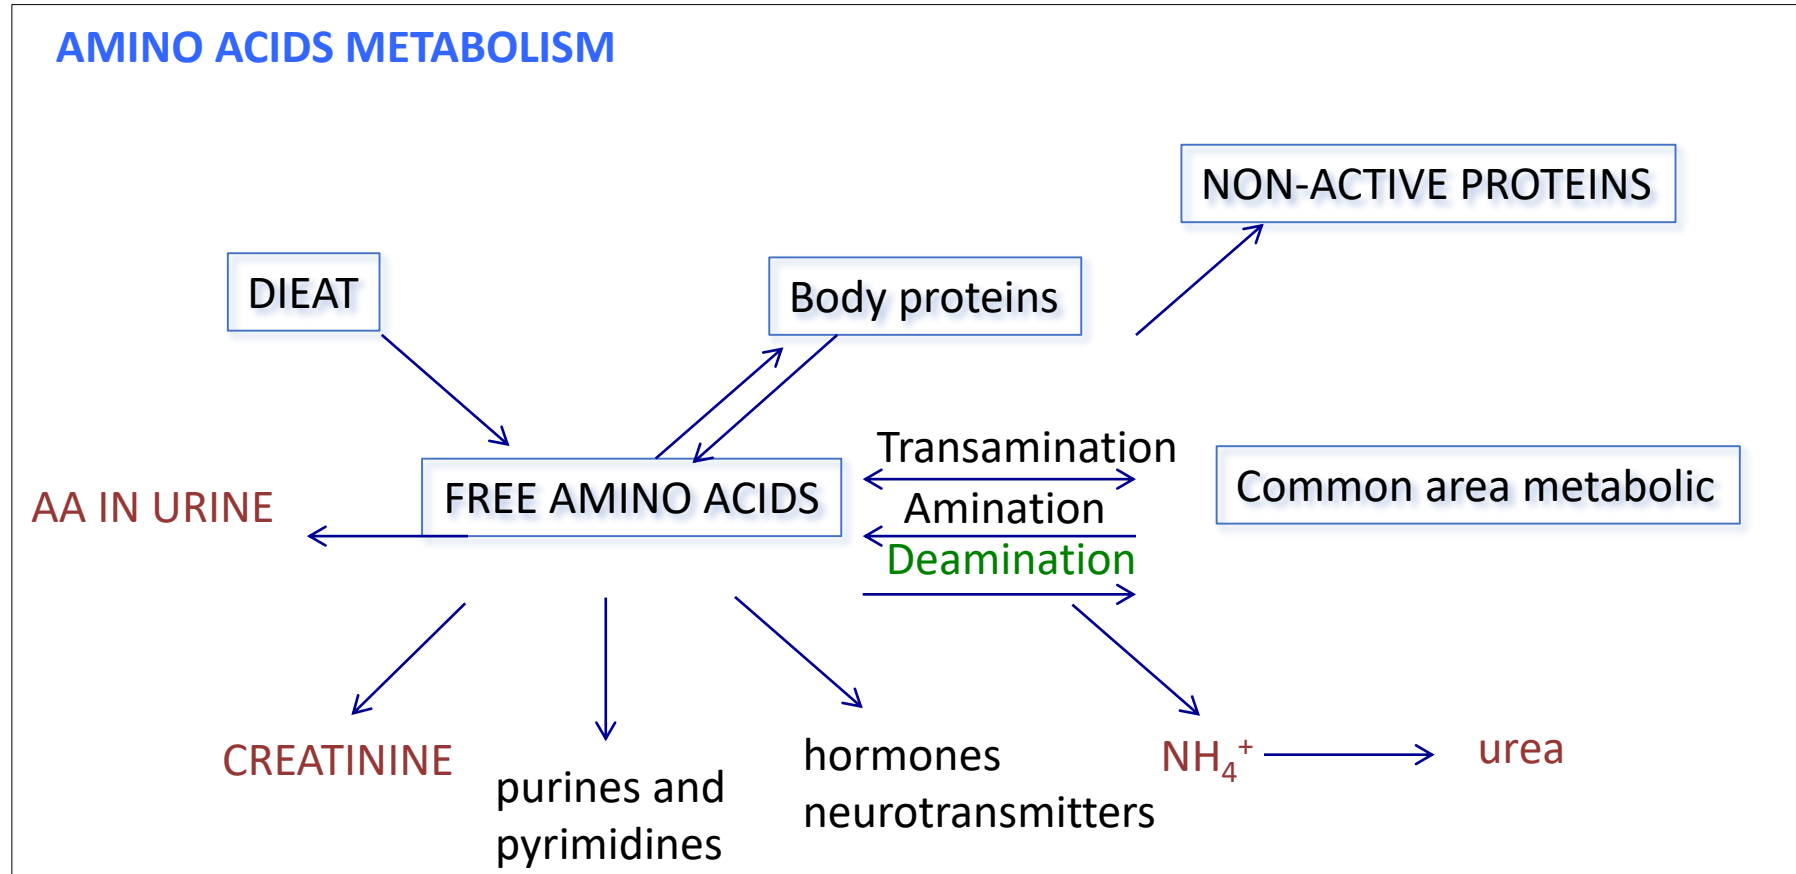 AMINO ACIDS METABOLISM
NON-ACTIVE PROTEINS
DIEAT
Body proteins
Transamination
FREE AMINO ACIDS
Common area metabolic
AA IN URINE
Amination
Deamination
CREATININE
purines and
pyrimidines
hormones
neurotransmitters
NH₄⁺
urea